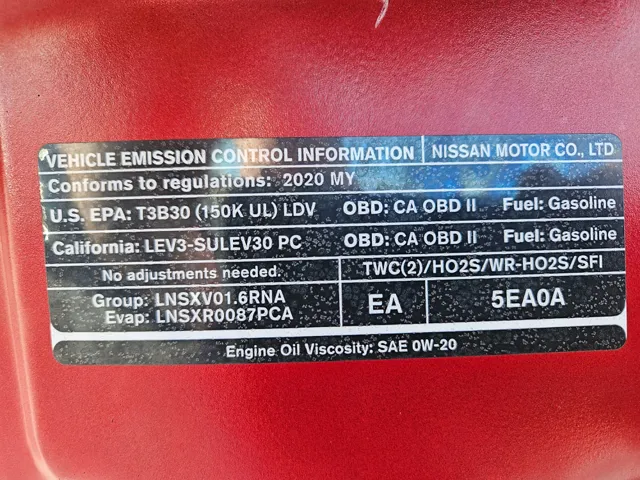 VEHICLE EMISSION CONTROL INFORMATION NISSAN MOTOR CO., LTD
Conforms to regulations: 2020 MY
U.S. EPA: T3B30 (150K UL) LDV OBD: CA OBD II Fuel: Gasoline
California: LEV3-SULEV30 PC OBD: CA OBD II Fuel: Gasoline
No adjustments needed. TWC(2)/HO2S/WR-HO2S/SFI
Group: LNSXV01.6RNA EA 5EA0A
Evap: LNSXR0087PCA
Engine Oil Viscosity: SAE 0W-20